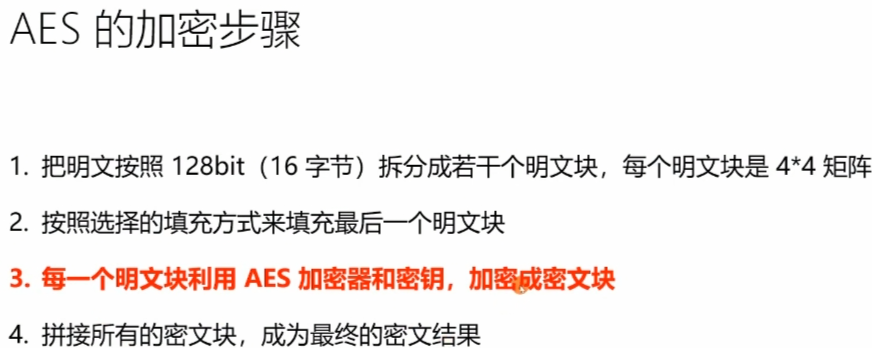 AES 的加密步骤
1. 把明文按照 128bit（16 字节）拆分成若干个明文块，每个明文块是 4*4 矩阵
2. 按照选择的填充方式来填充最后一个明文块
3. 每一个明文块利用 AES 加密器和密钥，加密成密文块
4. 拼接所有的密文块，成为最终的密文结果